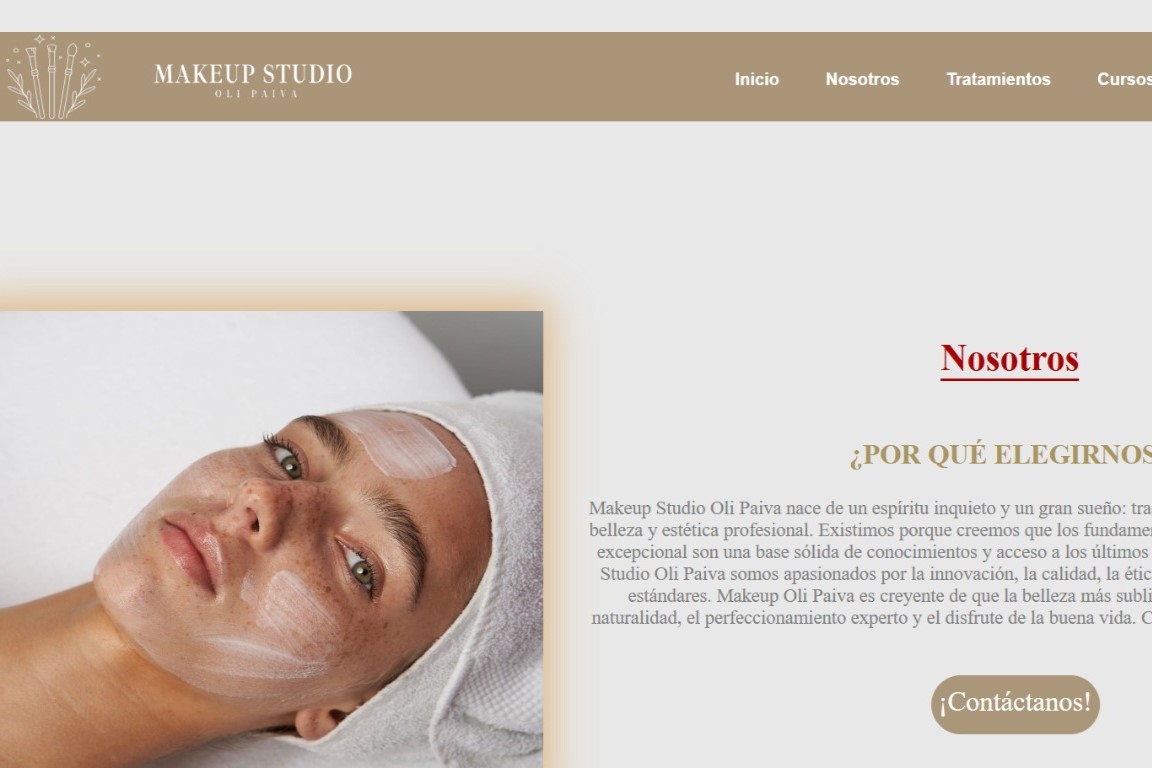 MAKEUP STUDIO
OLI PAIVA
Inicio Nosotros Tratamientos Cursos
Nosotros
¿POR QUÉ ELEGIRNOS
Makeup Studio Oli Paiva nace de un espíritu inquieto y un gran sueño: tra
belleza y estética profesional. Existimos porque creemos que los fundame
excepcional son una base sólida de conocimientos y acceso a los últimos
Studio Oli Paiva somos apasionados por la innovación, la calidad, la étic
estándares. Makeup Oli Paiva es creyente de que la belleza más subli
naturalidad, el perfeccionamiento experto y el disfrute de la buena vida. C
¡Contáctanos!